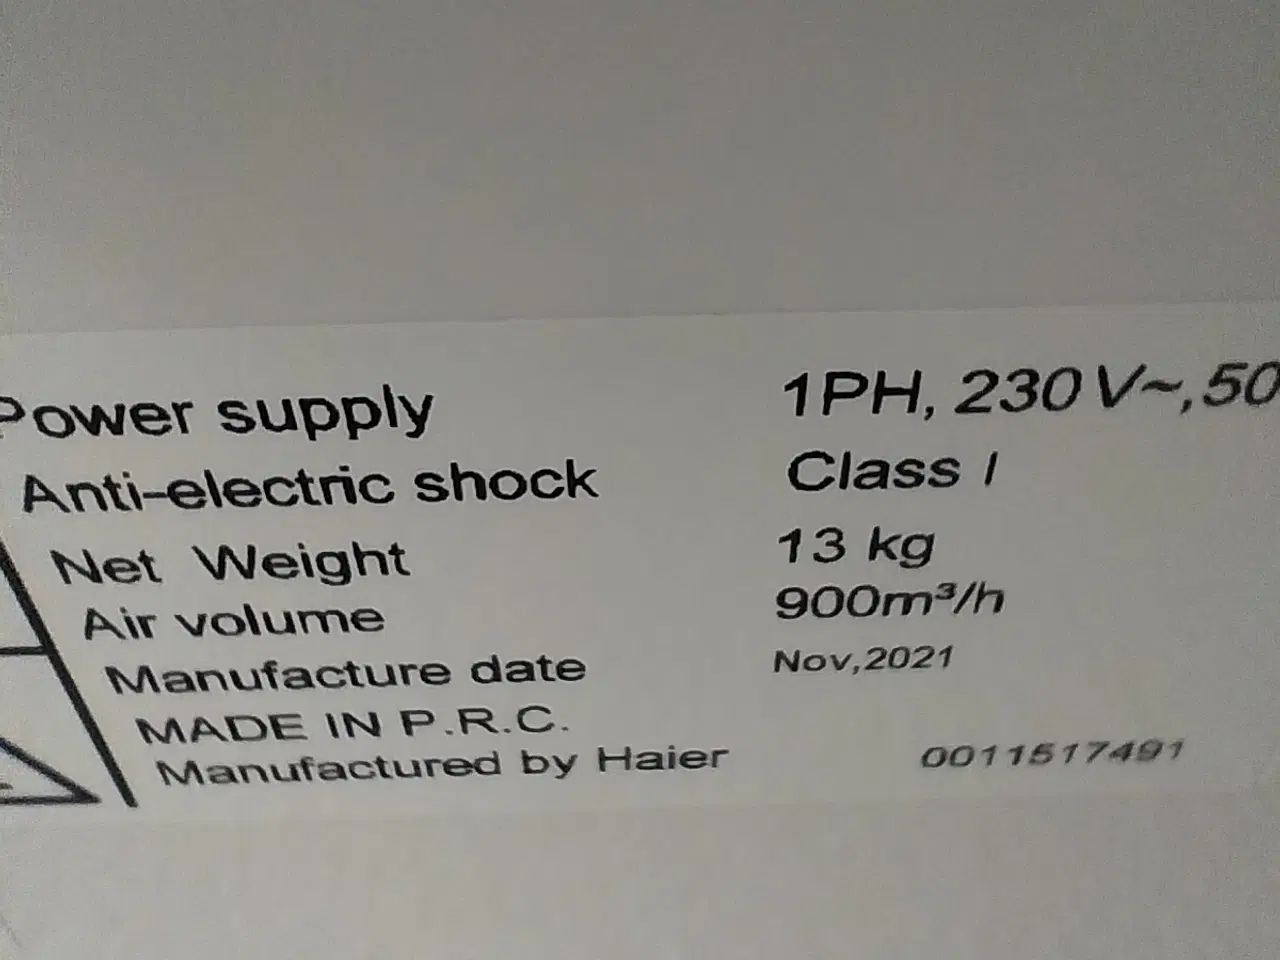 Power supply 1PH, 230V~,50
Anti-electric shock Class I
Net Weight 13 kg
Air volume 900m³/h
Manufacture date Nov,2021
MADE IN P.R.C.
Manufactured by Haier 0011517491